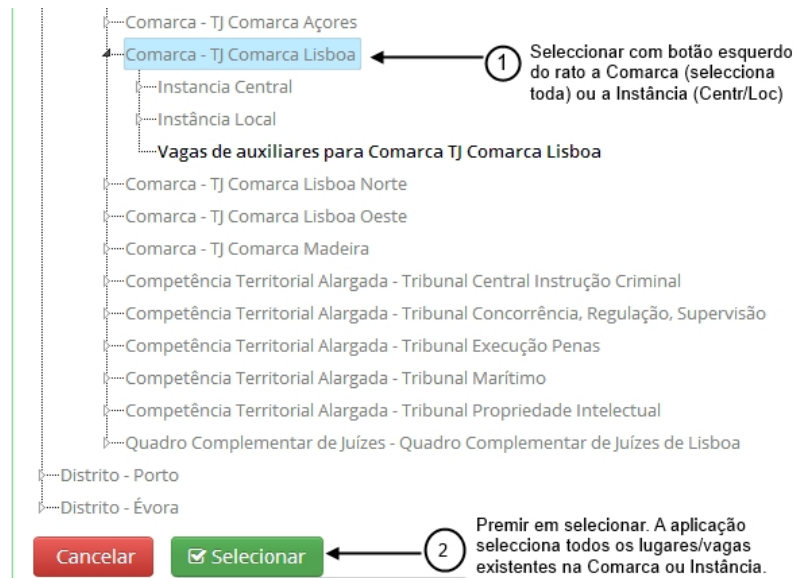 Comarca - TJ Comarca Açores
Comarca - TJ Comarca Lisboa
1
Seleccionar com botão esquerdo
do rato a Comarca (selecciona
toda) ou a Instância (Centr/Loc)
Instancia Central
Instância Local
Vagas de auxiliares para Comarca TJ Comarca Lisboa
Comarca - TJ Comarca Lisboa Norte
Comarca - TJ Comarca Lisboa Oeste
Comarca - TJ Comarca Madeira
Competência Territorial Alargada - Tribunal Central Instrução Criminal
Competência Territorial Alargada - Tribunal Concorrência, Regulação, Supervisão
Competência Territorial Alargada - Tribunal Execução Penas
Competência Territorial Alargada - Tribunal Marítimo
Competência Territorial Alargada - Tribunal Propriedade Intelectual
Quadro Complementar de Juízes - Quadro Complementar de Juízes de Lisboa
Distrito - Porto
Distrito - Évora
Cancelar
Selecionar
2
Premir em selecionar. A aplicação
selecciona todos os lugares/vagas
existentes na Comarca ou Instância.